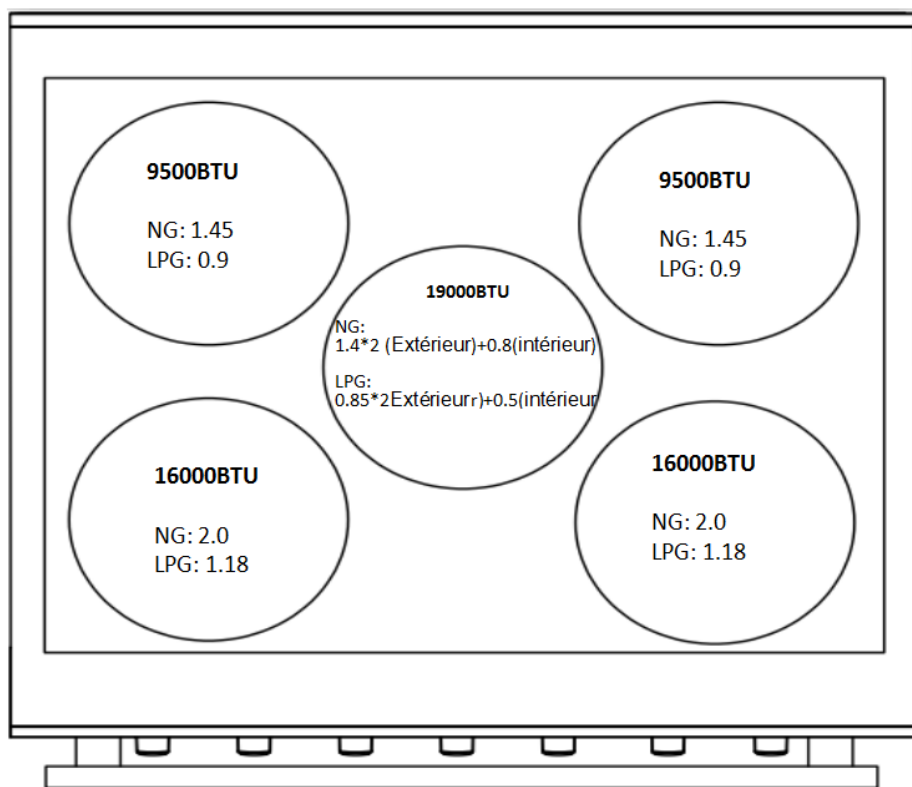 9500BTU
NG: 1.45
LPG: 0.9
9500BTU
NG: 1.45
LPG: 0.9
19000BTU
NG:
1.4*2 (Extérieur)+0.8(intérieur)
LPG:
0.85*2Extérieurr)+0.5(intérieur
16000BTU
NG: 2.0
LPG: 1.18
16000BTU
NG: 2.0
LPG: 1.18